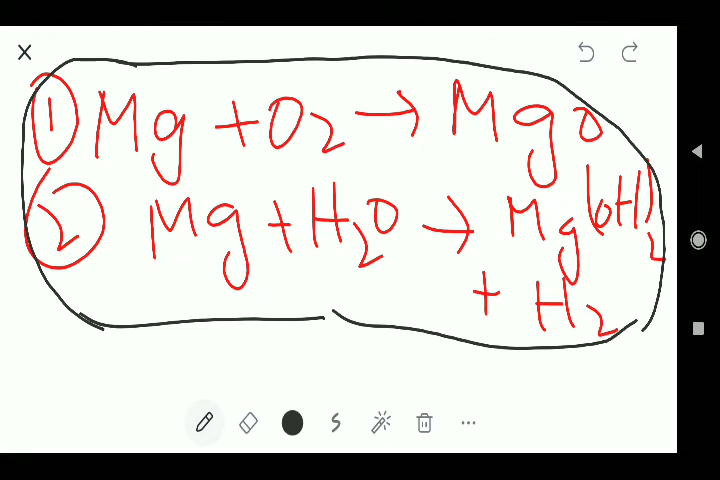 ① Mg + O₂ → MgO
② Mg + H₂O → Mg(OH)₂
+ H₂